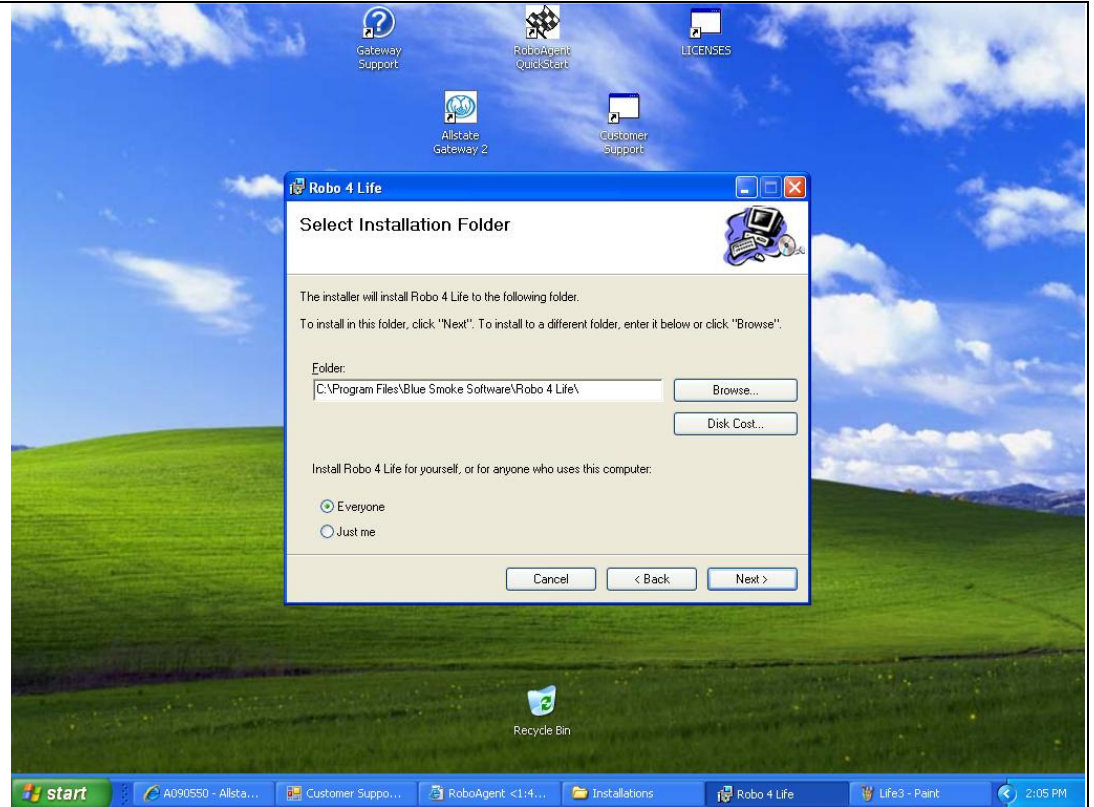 Gateway
Support
RoboAgent
QuickStart
LICENSES
Allstate
Gateway 2
Customer
Support
Robo 4 Life
Select Installation Folder
The installer will install Robo 4 Life to the following folder.
To install in this folder, click "Next". To install to a different folder, enter it below or click "Browse".
Folder:
C:\Program Files\Blue Smoke Software\Robo 4 Life\
Browse...
Disk Cost...
Install Robo 4 Life for yourself, or for anyone who uses this computer:
Everyone
Just me
Cancel
< Back
Next >
Recycle Bin
start
A090550 - Allsta...
Customer Suppo...
RoboAgent <1:4...
Installations
Robo 4 Life
Life3 - Paint
2:05 PM